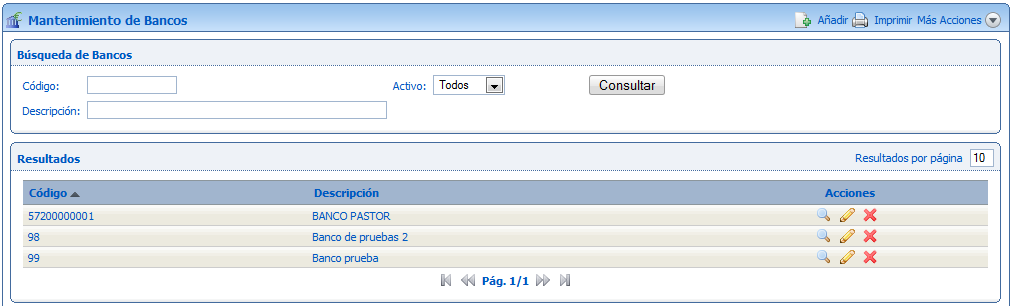 Mantenimiento de Bancos Añadir Imprimir Más Acciones
Búsqueda de Bancos
Código: Activo: Todos Consultar
Descripción:
Resultados Resultados por página 10
Código Descripción Acciones
57200000001 BANCO PASTOR
98 Banco de pruebas 2
99 Banco prueba
Pág. 1/1